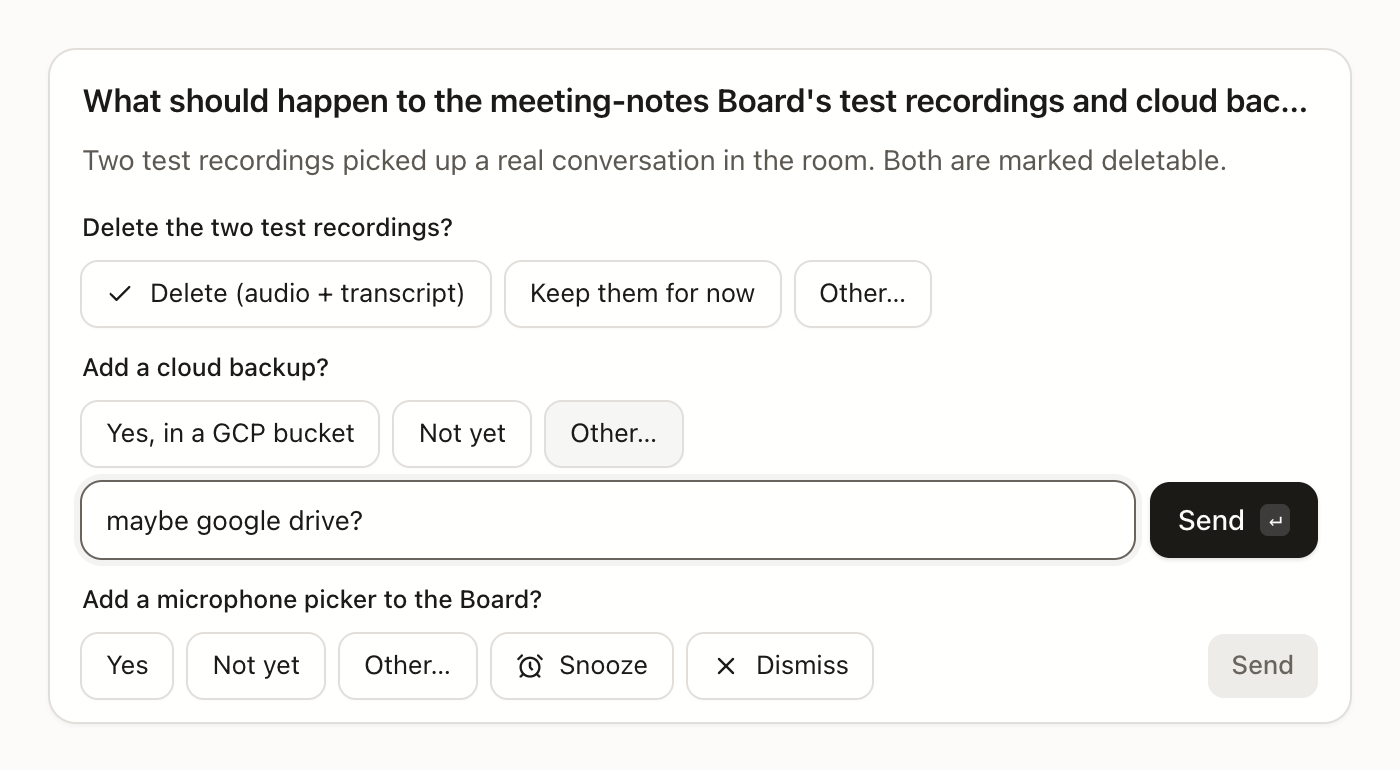 What should happen to the meeting-notes Board's test recordings and cloud bac...
Two test recordings picked up a real conversation in the room. Both are marked deletable.
Delete the two test recordings?
Delete (audio + transcript) Keep them for now Other...
Add a cloud backup?
Yes, in a GCP bucket Not yet Other...
maybe google drive? Send
Add a microphone picker to the Board?
Yes Not yet Other... Snooze Dismiss Send